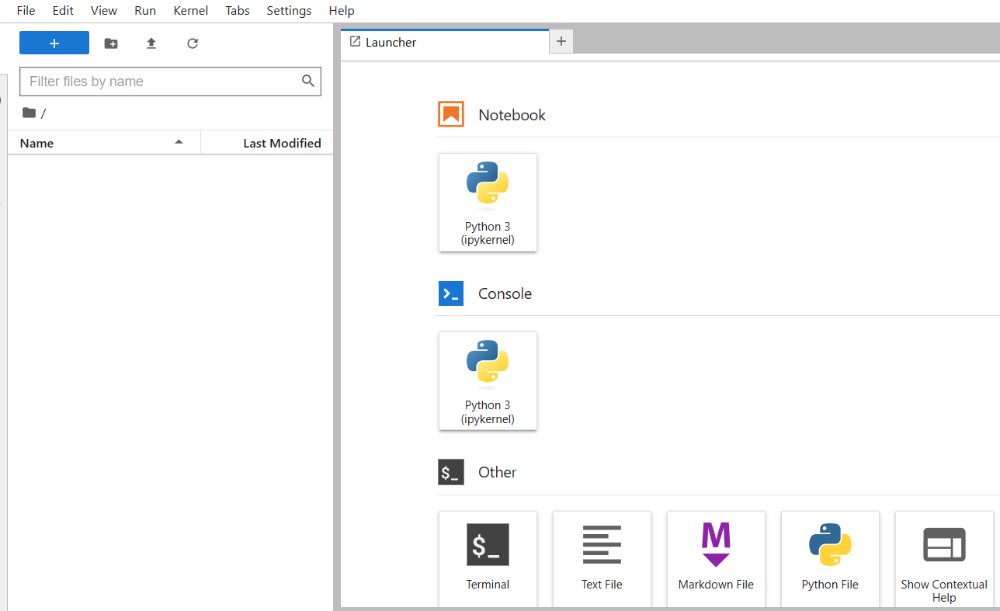 File Edit View Run Kernel Tabs Settings Help
+
Launcher
+
Filter files by name
/
Name
Last Modified
Notebook
Python 3
(ipykernel)
Console
Python 3
(ipykernel)
$_ Other
$_
Terminal
Text File
M
Markdown File
Python File
Show Contextual
Help